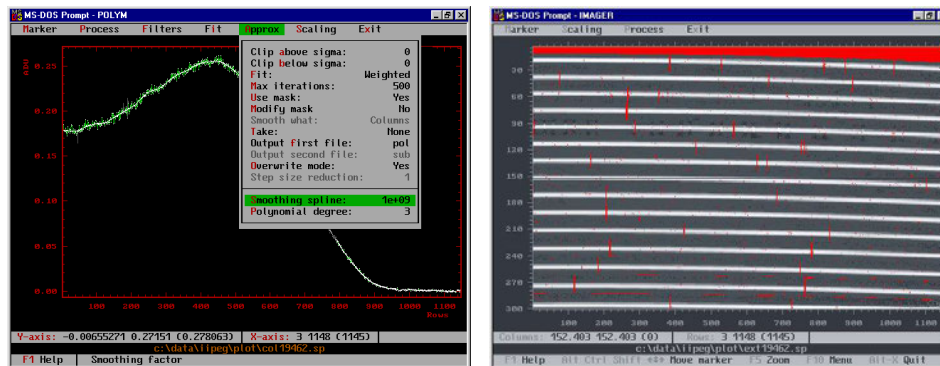 MS-DOS Prompt - POLYM
Marker Process Filters Fit Approx Scaling Exit
Clip above sigma: 0
Clip below sigma: 0
Fit: Weighted
Max iterations: 500
Use mask: Yes
Modify mask No
Smooth what: Columns
Take: None
Output first file: pol
Output second file: sub
Overwrite mode: Yes
Step size reduction: 1
Smoothing spline: 1e+09
Polynomial degree: 3
ADU
0.25
0.20
0.15
0.10
0.05
0.00
100 200 300 400 500 600 700 800 900 1000 1100
Rows
Y-axis: -0.00655271 0.27151 (0.278063) X-axis: 3 1148 (1145)
c:\data\iipeg\plot\col19462.sp
F1 Help Smoothing factor
MS-DOS Prompt - IMAGER
Marker Scaling Process Exit
30
60
90
120
150
180
210
240
270
300
100 200 300 400 500 600 700 800 900 1000 1100
Columns: 152.403 152.403 (0) Rows: 3 1148 (1145)
c:\data\iipeg\plot\ext19462.sp
F1 Help Alt Ctrl Shift Move marker F5 Zoom F10 Menu Alt-X Quit